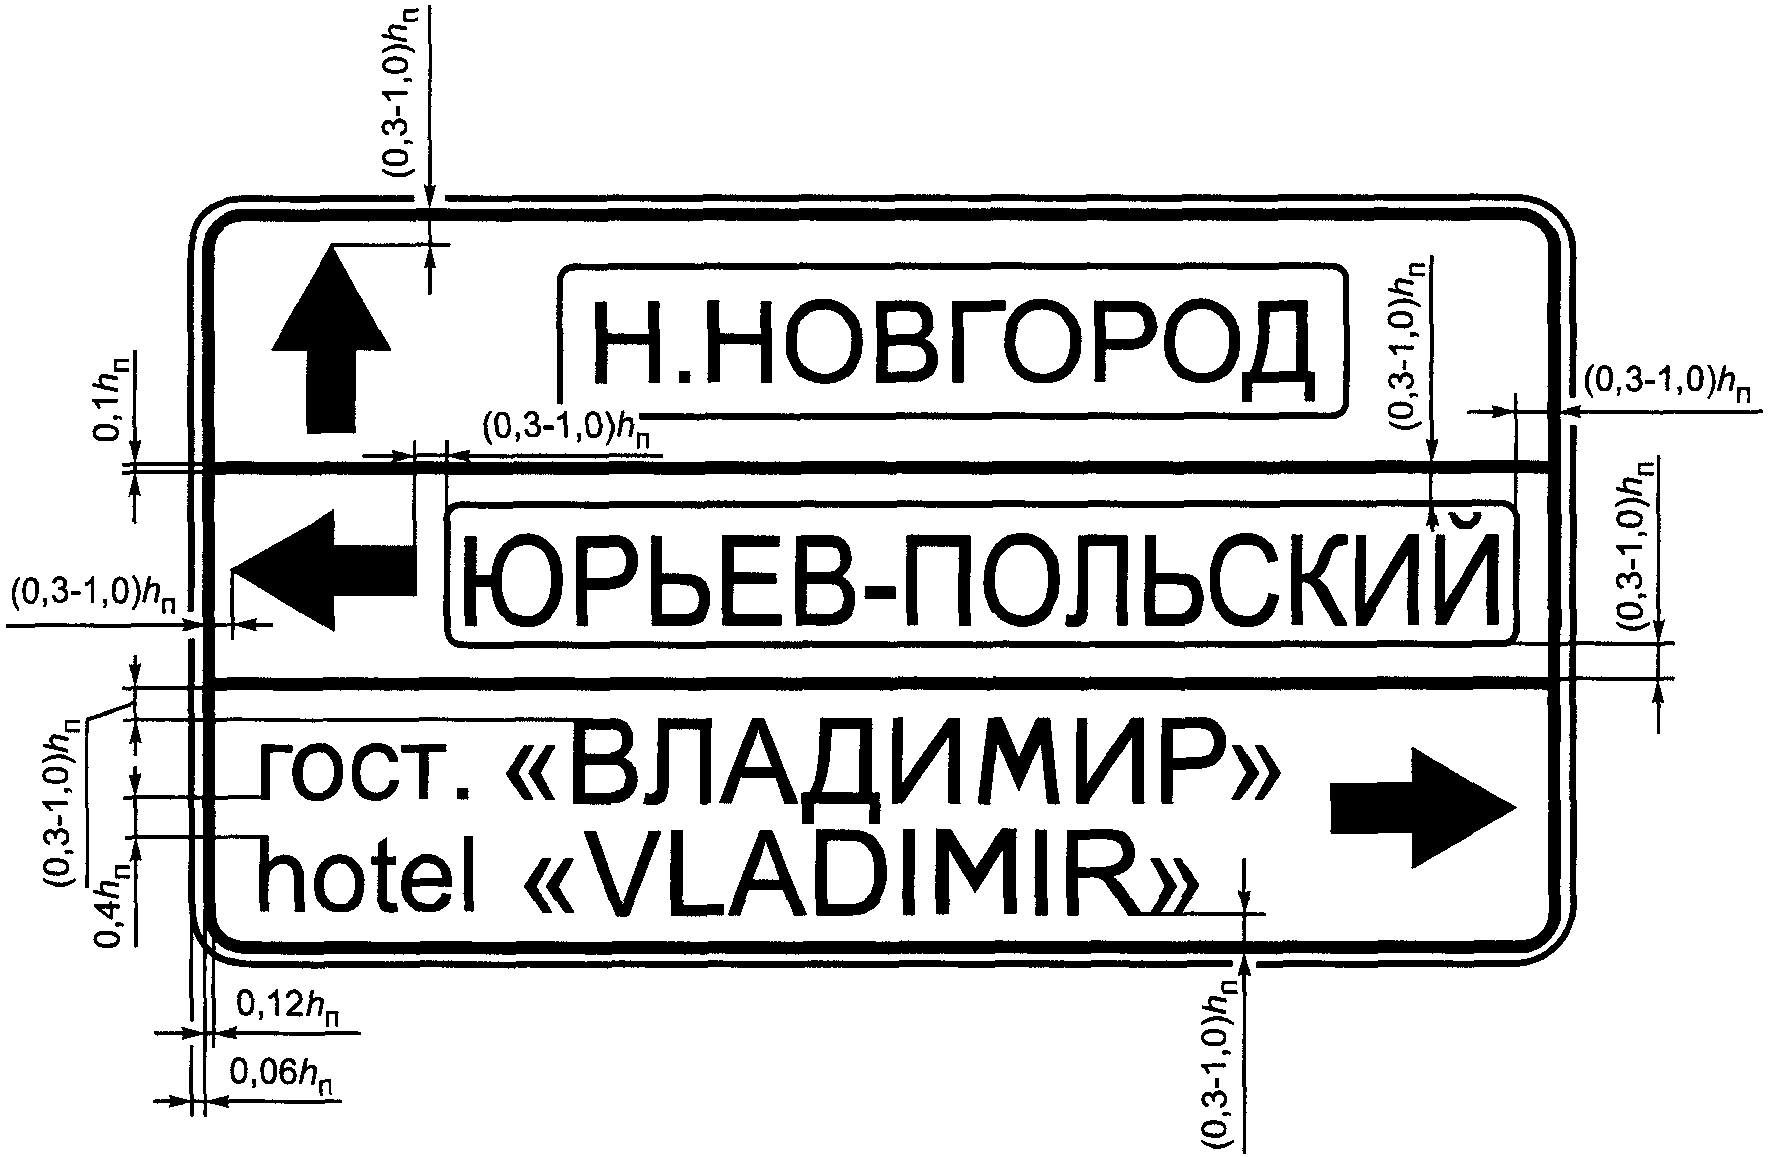 (0,3-1,0)hп
Н.НОВГОРОД
(0,3-1,0)hп
(0,3-1,0)hп
0,1hп
(0,3-1,0)hп
(0,3-1,0)hп
ЮРЬЕВ-ПОЛЬСКИЙ
(0,3-1,0)hп
(0,3-1,0)hп
гост. «ВЛАДИМИР»
0,4hп
hotel «VLADIMIR»
0,12hп
(0,3-1,0)hп
0,06hп